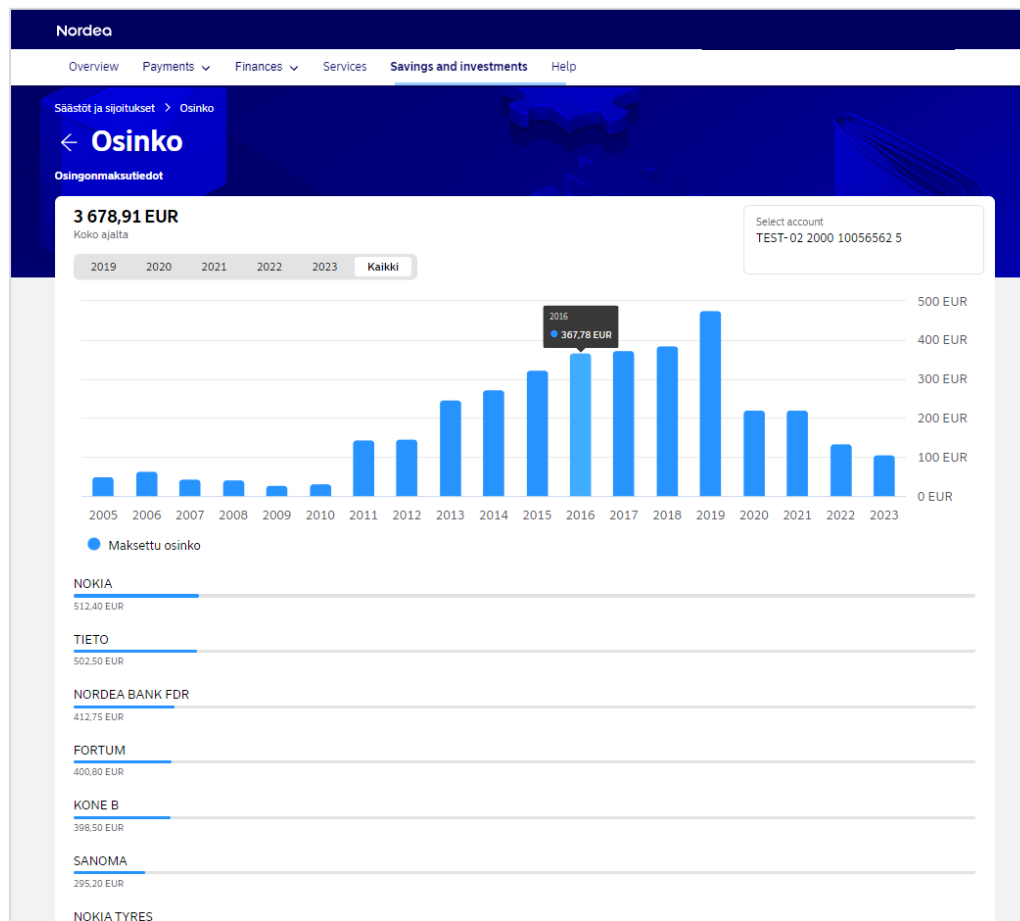 Nordea
Overview Payments Finances Services Savings and investments Help
Säästöt ja sijoitukset > Osinko
← Osinko
Osingonmaksutiedot
3 678,91 EUR
Koko ajalta
Select account
TEST-02 2000 10056562 5
2019 2020 2021 2022 2023 Kaikki
2016
367,78 EUR
500 EUR
400 EUR
300 EUR
200 EUR
100 EUR
0 EUR
2005 2006 2007 2008 2009 2010 2011 2012 2013 2014 2015 2016 2017 2018 2019 2020 2021 2022 2023
Maksettu osinko
NOKIA
512,40 EUR
TIETO
502,50 EUR
NORDEA BANK FDR
412,75 EUR
FORTUM
400,80 EUR
KONE B
398,50 EUR
SANOMA
295,20 EUR
NOKIA TYRES